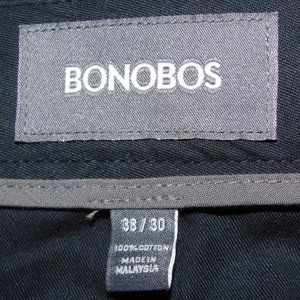 BONOBOS
38 / 30
100% COTTON
MADE IN
MALAYSIA